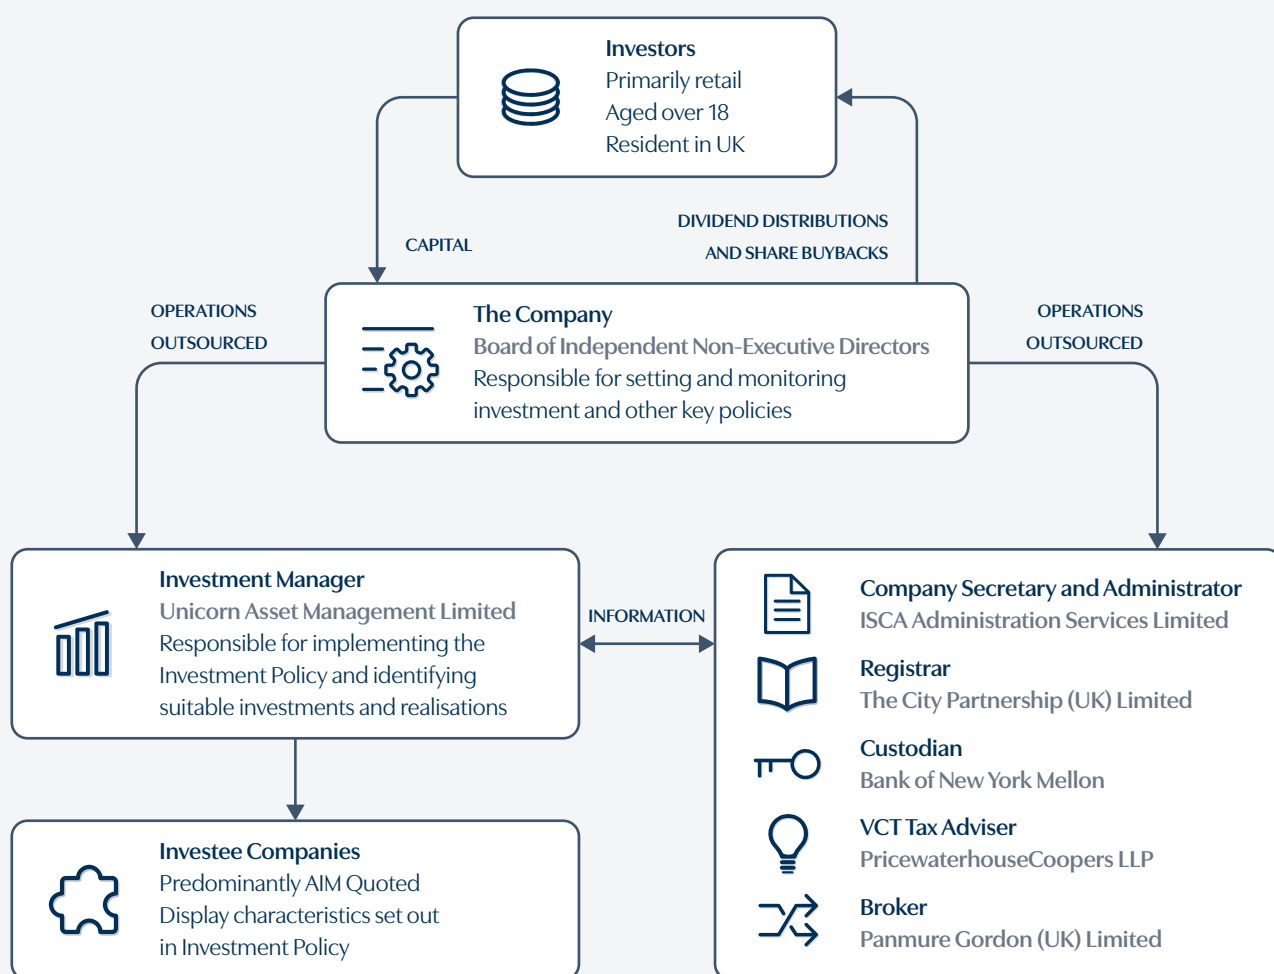 Investors
Primarily retail
Aged over 18
Resident in UK
CAPITAL
DIVIDEND DISTRIBUTIONS
AND SHARE BUYBACKS
OPERATIONS
OUTSOURCED
The Company
Board of Independent Non-Executive Directors
Responsible for setting and monitoring
investment and other key policies
OPERATIONS
OUTSOURCED
Investment Manager
Unicorn Asset Management Limited
Responsible for implementing the
Investment Policy and identifying
suitable investments and realisations
INFORMATION
Company Secretary and Administrator
ISCA Administration Services Limited
Registrar
The City Partnership (UK) Limited
Custodian
Bank of New York Mellon
VCT Tax Adviser
PricewaterhouseCoopers LLP
Broker
Panmure Gordon (UK) Limited
Investee Companies
Predominantly AIM Quoted
Display characteristics set out
in Investment Policy